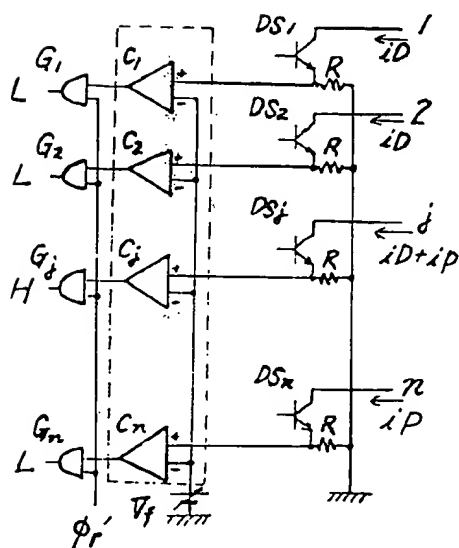 DS1 1
G1 C1 iD
L + - R
DS2 2
G2 C2 iD
L + - R
DSj j
Gj Cj iD+iP
H + - R
DSn n
Gn Cn iP
L + - R
Vf
φr'